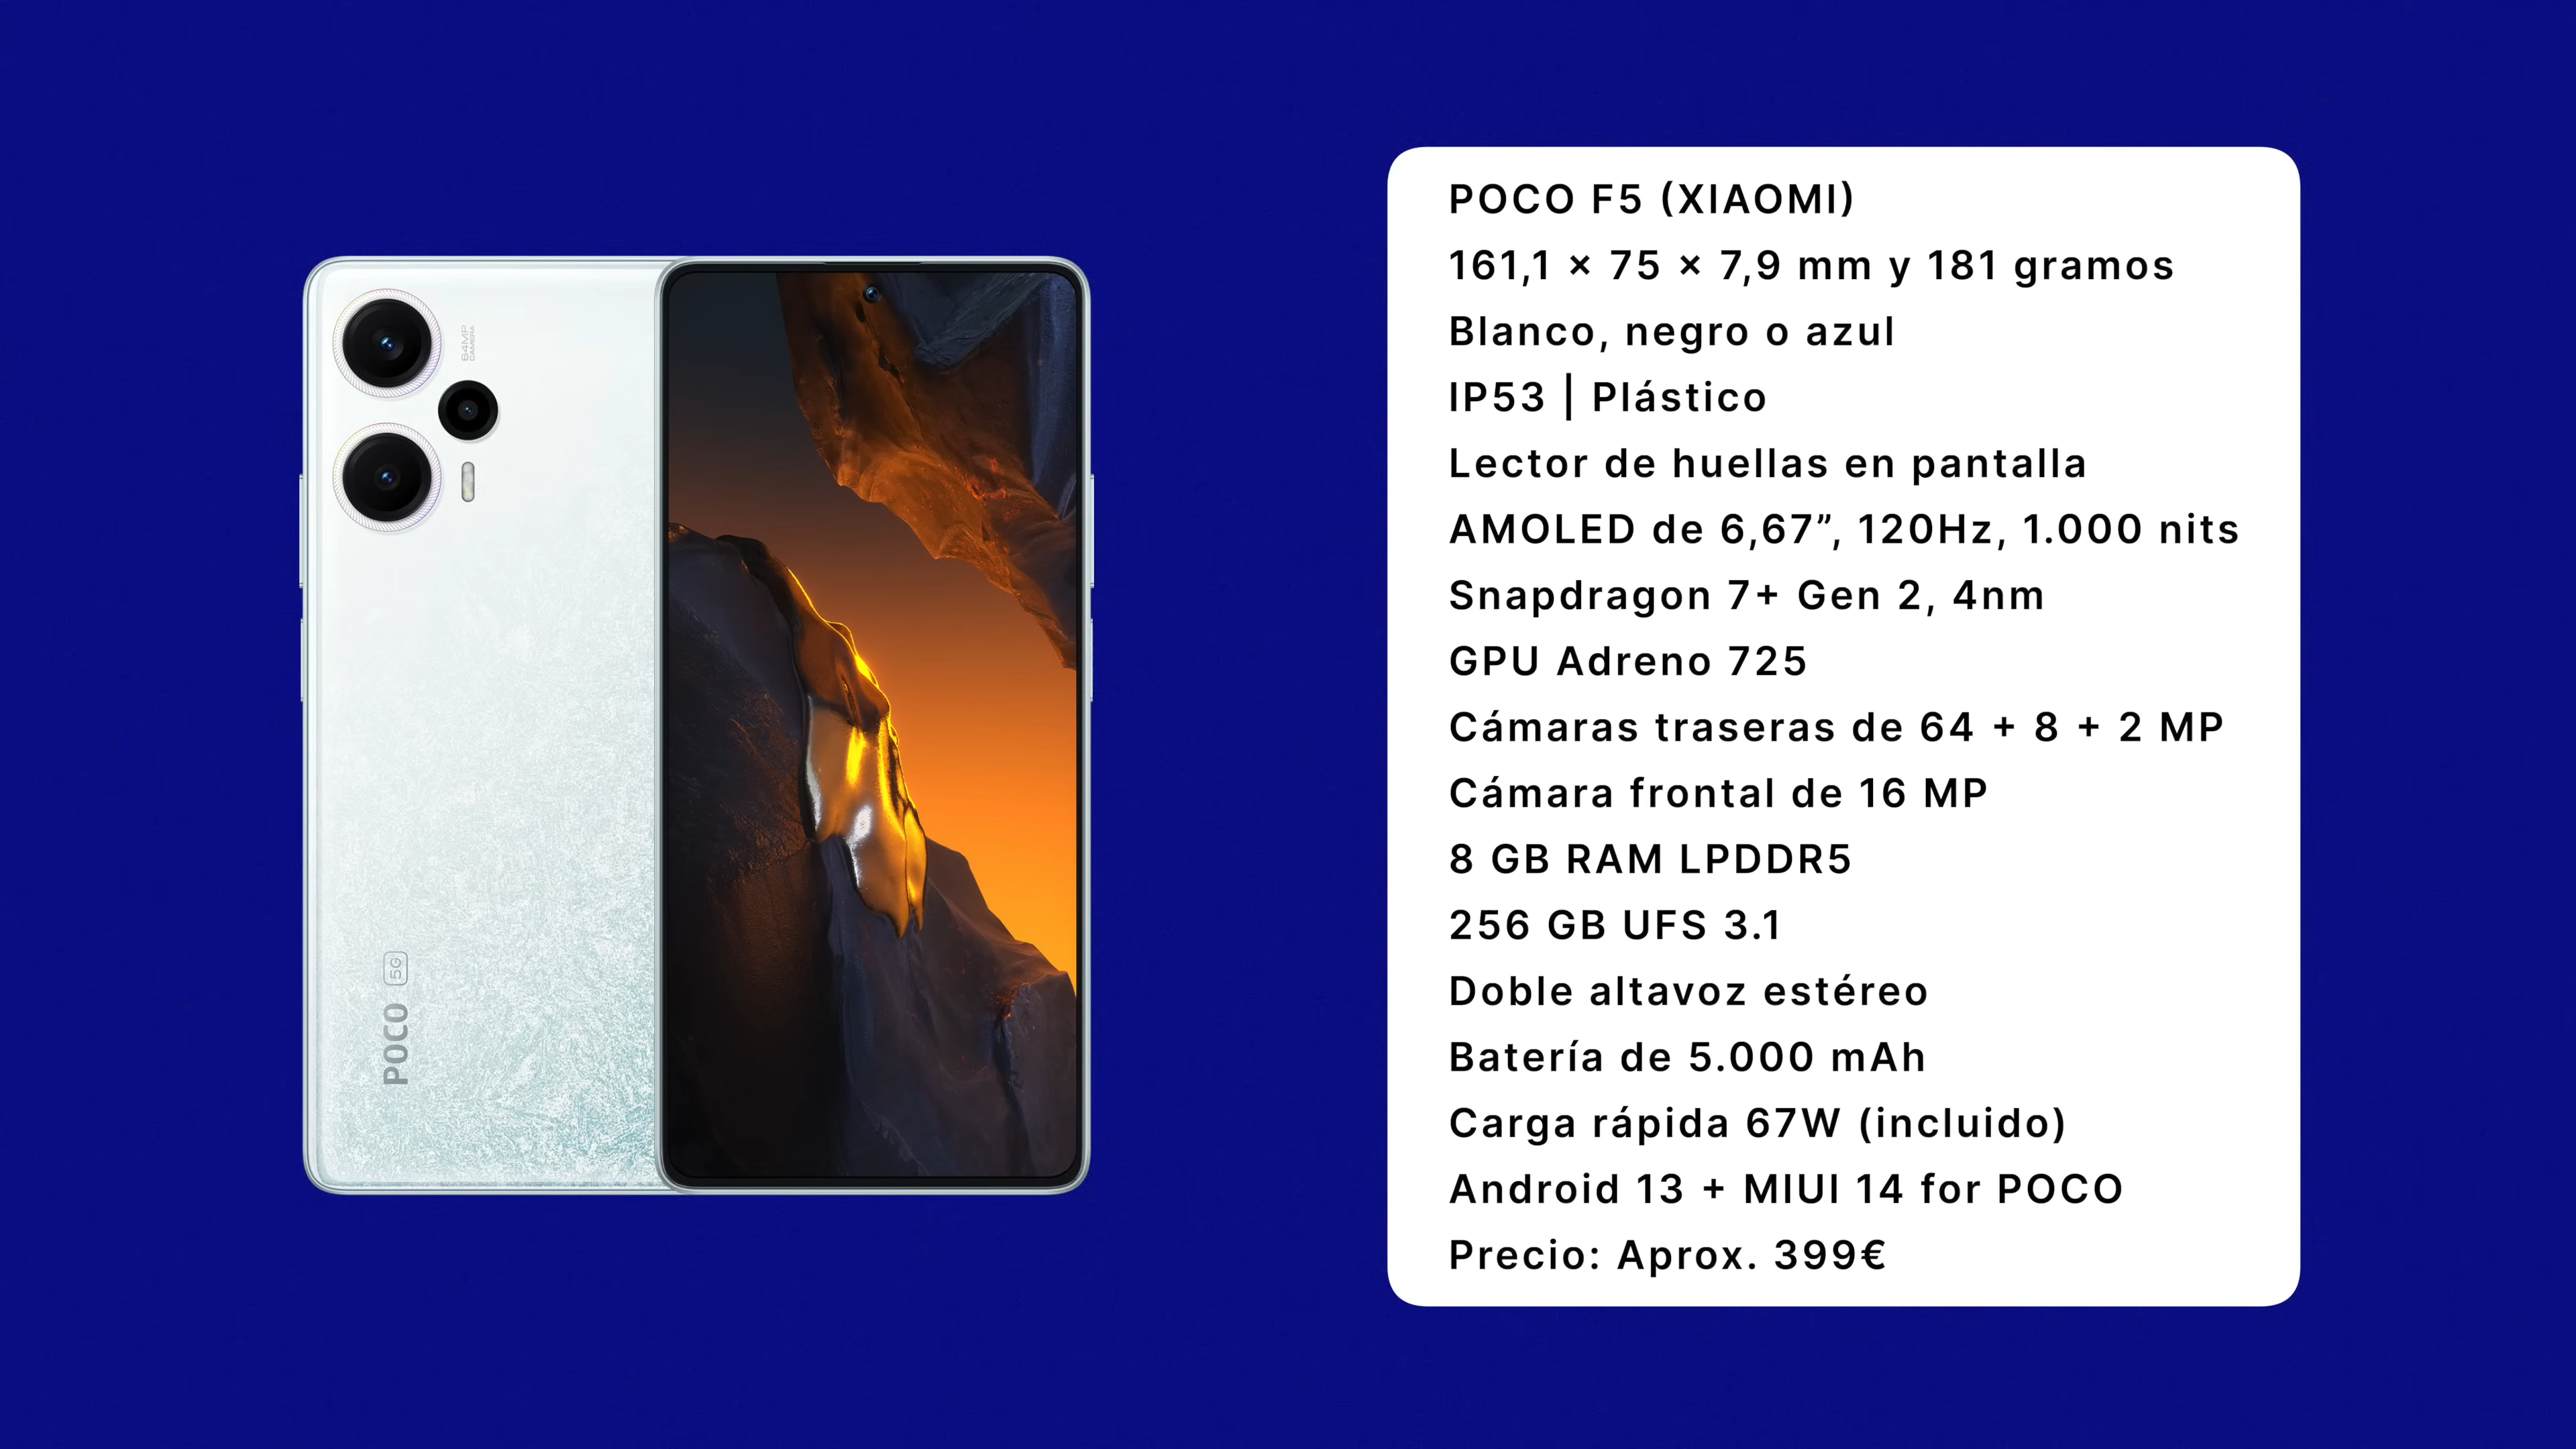 64MP
CAMERA
POCO 5G
POCO F5 (XIAOMI)
161,1 × 75 × 7,9 mm y 181 gramos
Blanco, negro o azul
IP53 | Plástico
Lector de huellas en pantalla
AMOLED de 6,67”, 120Hz, 1.000 nits
Snapdragon 7+ Gen 2, 4nm
GPU Adreno 725
Cámaras traseras de 64 + 8 + 2 MP
Cámara frontal de 16 MP
8 GB RAM LPDDR5
256 GB UFS 3.1
Doble altavoz estéreo
Batería de 5.000 mAh
Carga rápida 67W (incluido)
Android 13 + MIUI 14 for POCO
Precio: Aprox. 399€